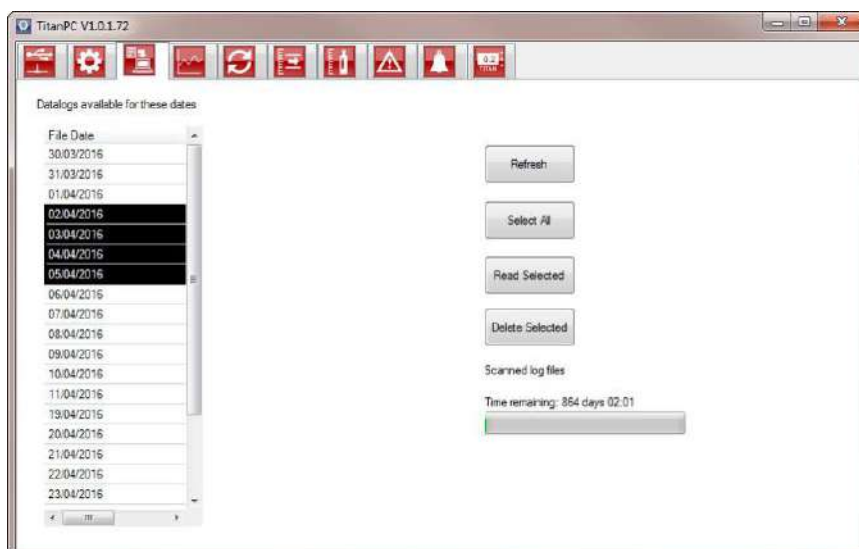 TitanPC V1.0.1.72
0.2
TITAN
Datalogs available for these dates
File Date
30/03/2016
31/03/2016
01/04/2016
02/04/2016
03/04/2016
04/04/2016
05/04/2016
06/04/2016
07/04/2016
08/04/2016
09/04/2016
10/04/2016
11/04/2016
19/04/2016
20/04/2016
21/04/2016
22/04/2016
23/04/2016
Refresh
Select All
Read Selected
Delete Selected
Scanned log files
Time remaining: 864 days 02:01